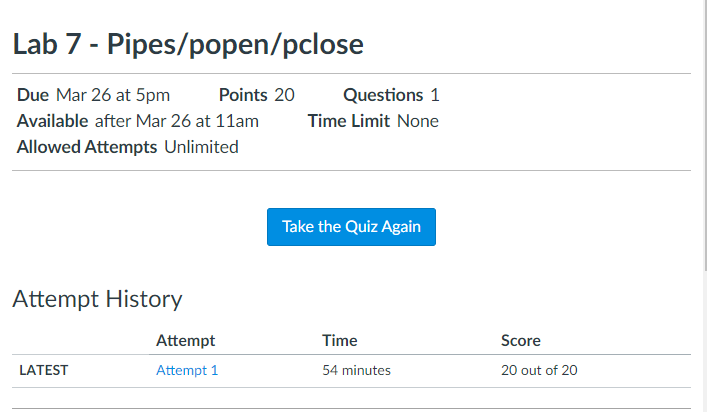 Lab 7 - Pipes/popen/pclose
Due Mar 26 at 5pm Points 20 Questions 1
Available after Mar 26 at 11am Time Limit None
Allowed Attempts Unlimited
Take the Quiz Again
Attempt History
Attempt Time Score
LATEST Attempt 1 54 minutes 20 out of 20